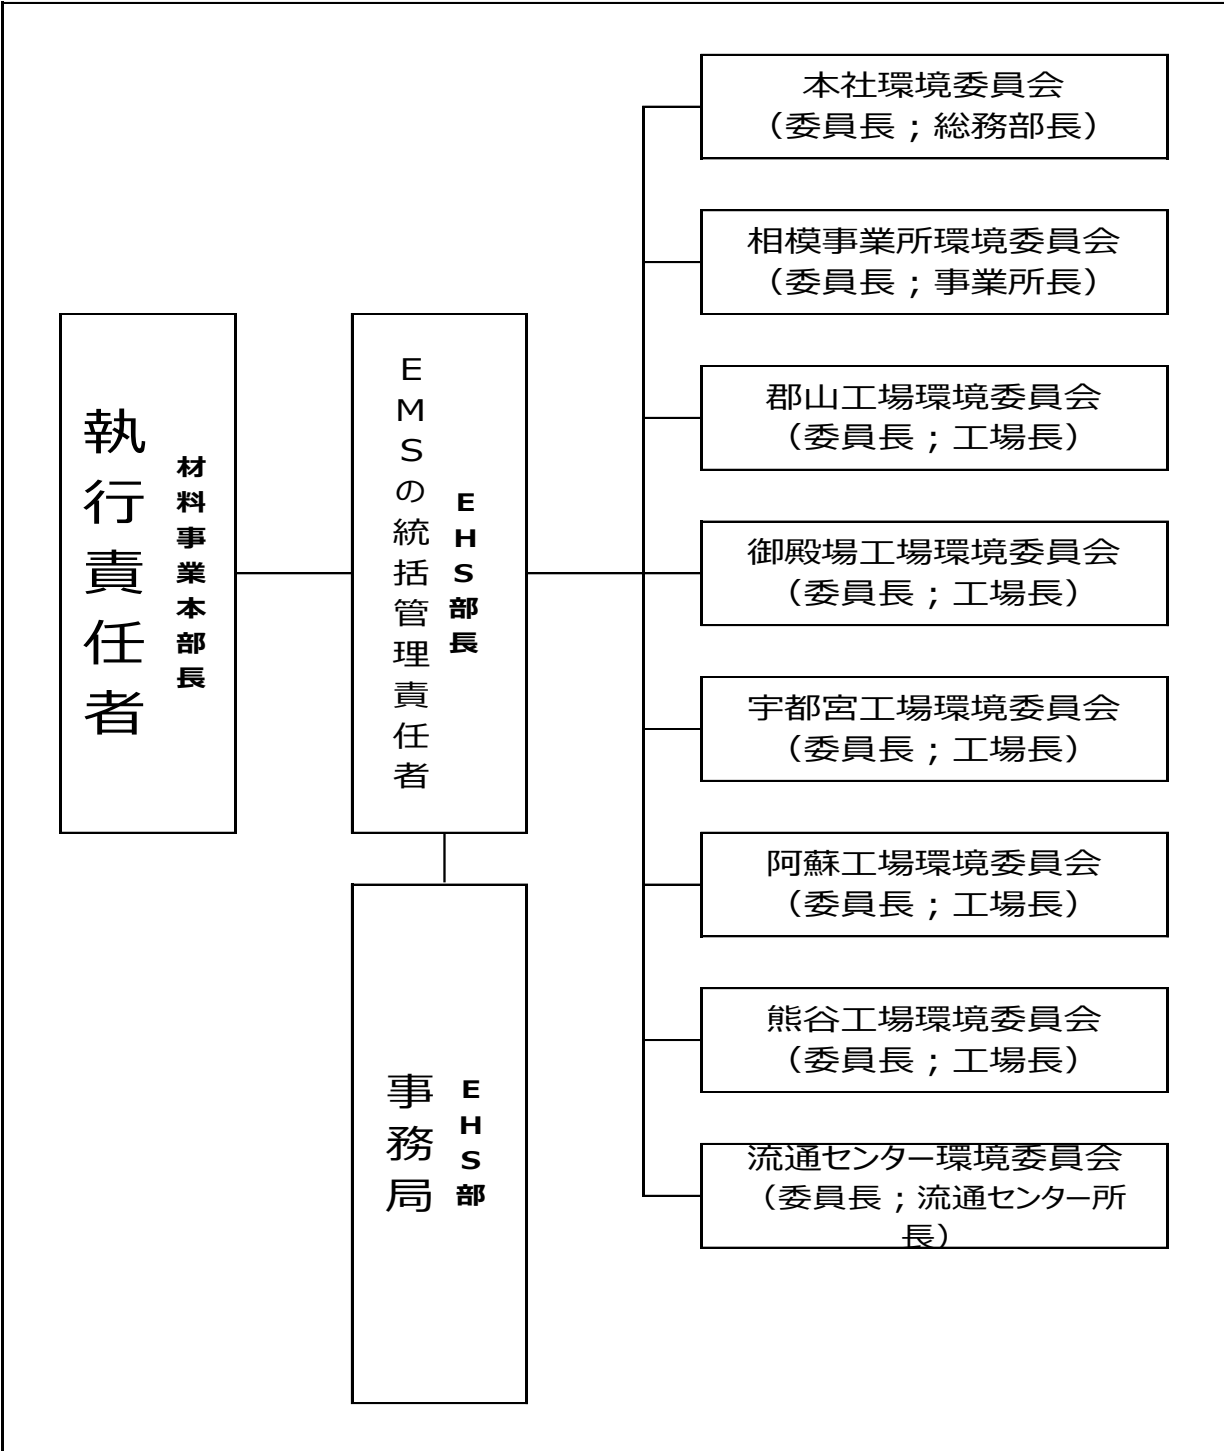 執行責任者
材料事業本部長
EMSの統括管理責任者
EHS部長
事務局
EHS部
本社環境委員会
（委員長；総務部長）
相模事業所環境委員会
（委員長；事業所長）
郡山工場環境委員会
（委員長；工場長）
御殿場工場環境委員会
（委員長；工場長）
宇都宮工場環境委員会
（委員長；工場長）
阿蘇工場環境委員会
（委員長；工場長）
熊谷工場環境委員会
（委員長；工場長）
流通センター環境委員会
（委員長；流通センター所
長）